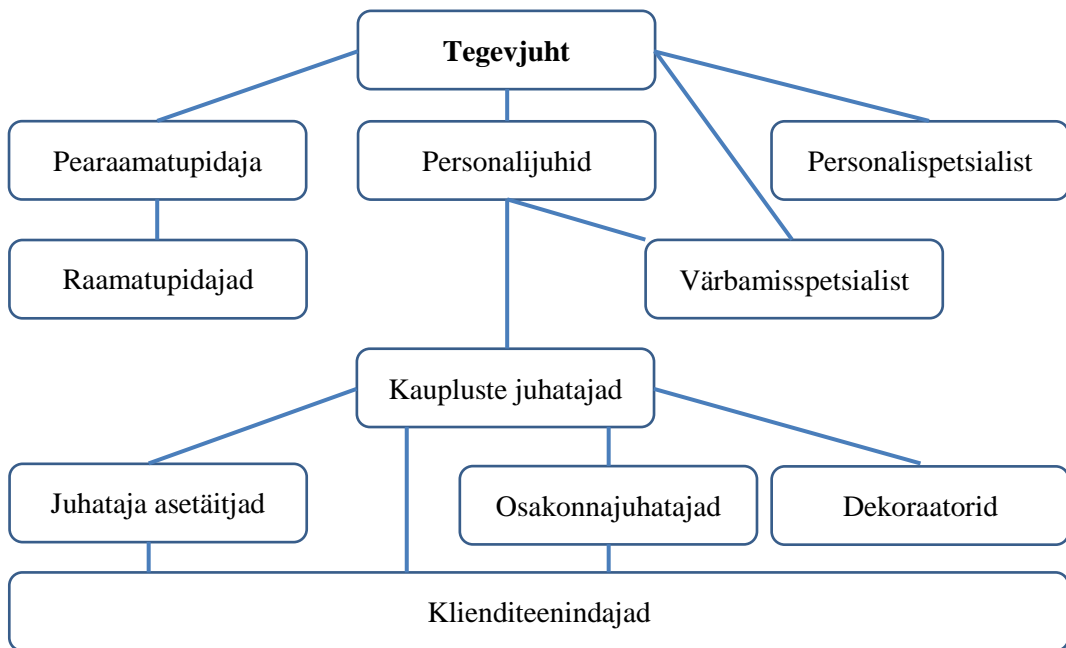 Tegevjuht
Pearaamatupidaja
Personalijuhid
Personalispetsialist
Raamatupidajad
Värbamisspetsialist
Kaupluste juhatajad
Juhataja asetäitjad
Osakonnajuhatajad
Dekoraatorid
Klienditeenindajad